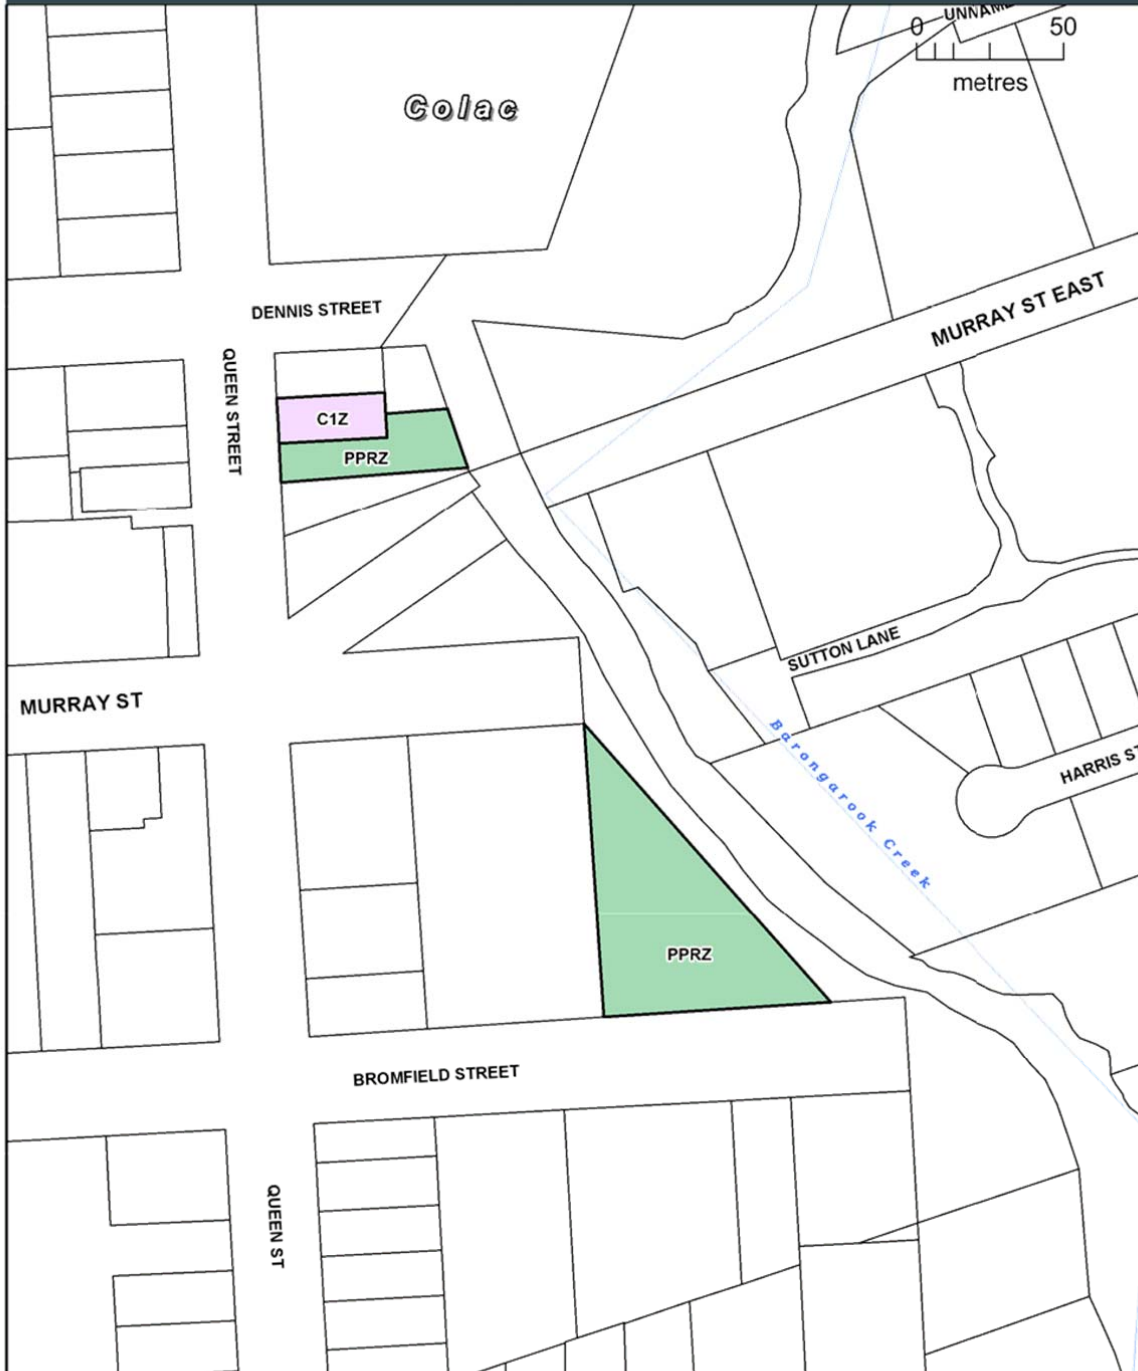 0
50
metres
Colac
DENNIS STREET
MURRAY ST EAST
QUEEN STREET
C1Z
PPRZ
SUTTON LANE
MURRAY ST
Barongarook Creek
HARRIS ST
PPRZ
BROMFIELD STREET
QUEEN ST